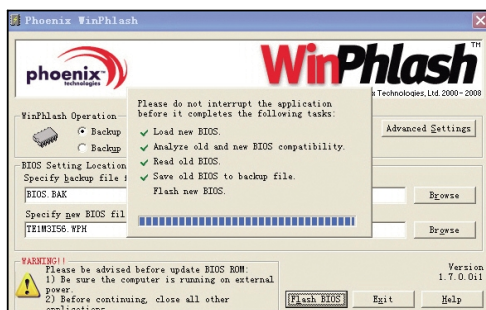 Phoenix WinPhlash
phoenix
technologies
WinPhlash™
x Technologies, Ltd. 2000-2008
Please do not interrupt the application
before it completes the following tasks:
Load new BIOS.
Analyze old and new BIOS compatibility.
Read old BIOS.
Save old BIOS to backup file.
Flash new BIOS.
WinPhlash Operation
Backup
Backup
Advanced Settings
BIOS Setting Location
Specify backup file
BIOS.BAK
Browse
Specify new BIOS fil
TE1M3I56.WPH
Browse
WARNING!!
Please be advised before update BIOS ROM:
1) Be sure the computer is running on external
power.
2) Before continuing, close all other
applications
Version
1.7.0.0i1
Flash BIOS
Exit
Help